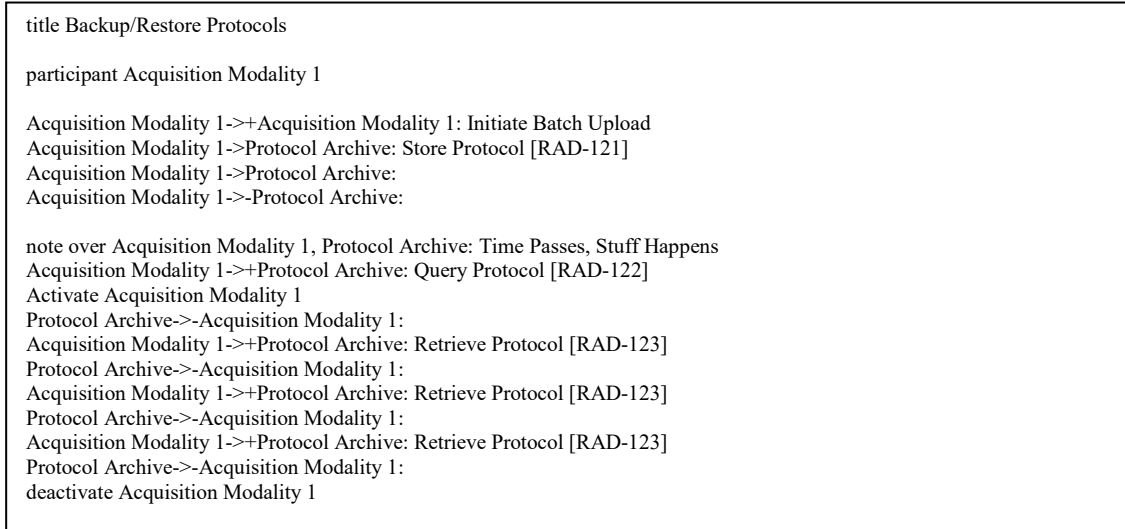 title Backup/Restore Protocols
participant Acquisition Modality 1
Acquisition Modality 1->+Acquisition Modality 1: Initiate Batch Upload
Acquisition Modality 1->Protocol Archive: Store Protocol [RAD-121]
Acquisition Modality 1->Protocol Archive:
Acquisition Modality 1->-Protocol Archive:
note over Acquisition Modality 1, Protocol Archive: Time Passes, Stuff Happens
Acquisition Modality 1->+Protocol Archive: Query Protocol [RAD-122]
Activate Acquisition Modality 1
Protocol Archive->-Acquisition Modality 1:
Acquisition Modality 1->+Protocol Archive: Retrieve Protocol [RAD-123]
Protocol Archive->-Acquisition Modality 1:
Acquisition Modality 1->+Protocol Archive: Retrieve Protocol [RAD-123]
Protocol Archive->-Acquisition Modality 1:
Acquisition Modality 1->+Protocol Archive: Retrieve Protocol [RAD-123]
Protocol Archive->-Acquisition Modality 1:
deactivate Acquisition Modality 1